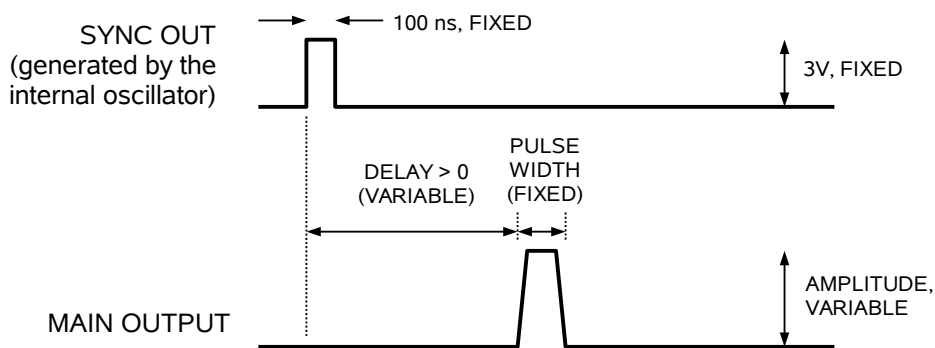 100 ns, FIXED
SYNC OUT
(generated by the
internal oscillator)
3V, FIXED
PULSE
WIDTH
(FIXED)
DELAY > 0
(VARIABLE)
AMPLITUDE,
VARIABLE
MAIN OUTPUT